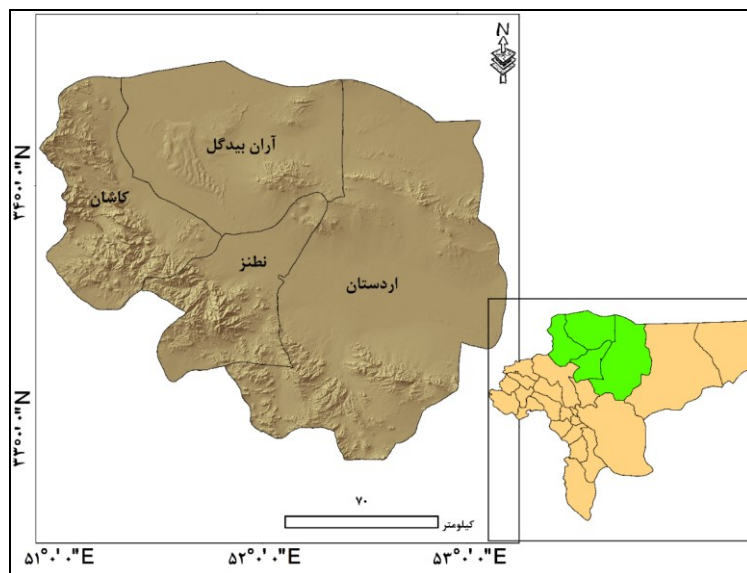 N
آران بیدگل
کاشان
نطنز
اردستان
۳۴°۰'۰"N
۳۳°۰'۰"N
۷۰
کیلومتر
۵۱°۰'۰"E
۵۲°۰'۰"E
۵۳°۰'۰"E